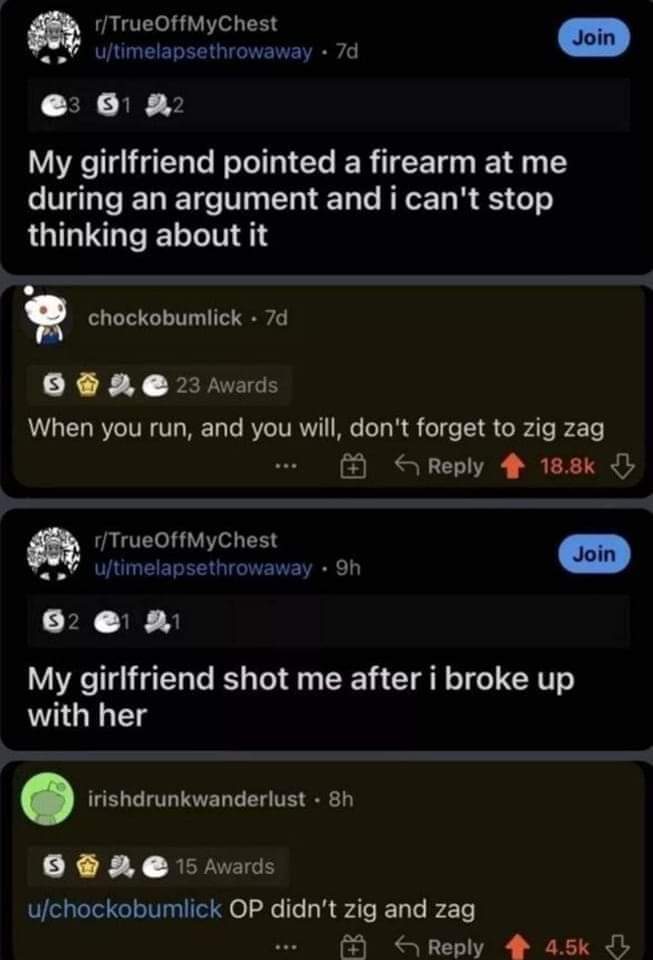 r/TrueOffMyChest
u/timelapsethrowaway • 7d
Join
3 S 1 2
My girlfriend pointed a firearm at me
during an argument and i can't stop
thinking about it
chockobumlick • 7d
S 23 Awards
When you run, and you will, don't forget to zig zag
... Reply 18.8k
r/TrueOffMyChest
u/timelapsethrowaway • 9h
Join
S 2 1 1
My girlfriend shot me after i broke up
with her
irishdrunkwanderlust • 8h
S 15 Awards
u/chockobumlick OP didn't zig and zag
... Reply 4.5k